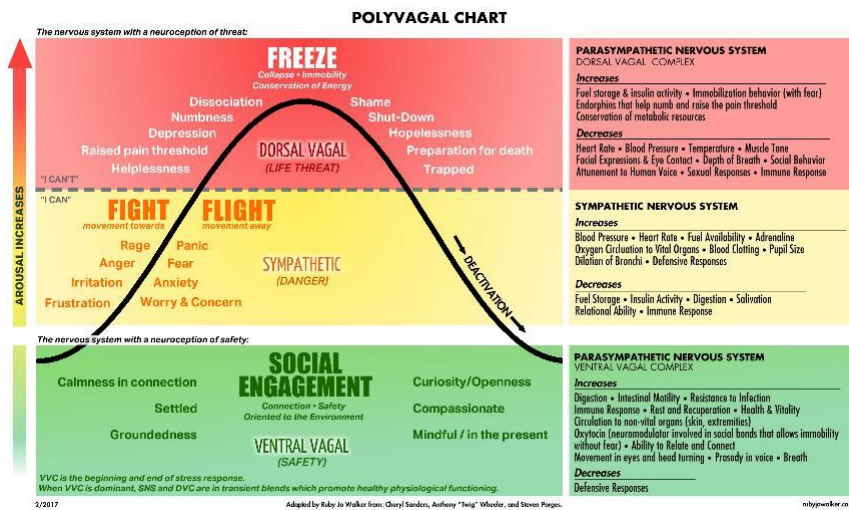 POLYVAGAL CHART
The nervous system with a neuroception of threat:
FREEZE
Collapse • Immobility
Conservation of Energy
Dissociation
Numbness
Depression
Raised pain threshold
Helplessness
Shame
Shut-Down
Hopelessness
Preparation for death
Trapped
DORSAL VAGAL
(LIFE THREAT)
"I CAN'T"
"I CAN"
FIGHT
movement towards
FLIGHT
movement away
Rage
Anger
Irritation
Frustration
Panic
Fear
Anxiety
Worry & Concern
SYMPATHETIC
(DANGER)
DEACTIVATION
AROUSAL INCREASES
The nervous system with a neuroception of safety:
SOCIAL
ENGAGEMENT
Connection • Safety
Oriented to the Environment
Calmness in connection
Settled
Groundedness
Curiosity/Openness
Compassionate
Mindful / in the present
VENTRAL VAGAL
(SAFETY)
VVC is the beginning and end of stress response.
When VVC is dominant, SNS and DVC are in transient blends which promote healthy physiological functioning.
PARASYMPATHETIC NERVOUS SYSTEM
DORSAL VAGAL COMPLEX
Increases
Fuel storage & insulin activity • Immobilization behavior (with fear)
Endorphins that help numb and raise the pain threshold
Conservation of metabolic resources
Decreases
Heart Rate • Blood Pressure • Temperature • Muscle Tone
Facial Expressions & Eye Contact • Depth of Breath • Social Behavior
Attunement to Human Voice • Sexual Responses • Immune Response
SYMPATHETIC NERVOUS SYSTEM
Increases
Blood Pressure • Heart Rate • Fuel Availability • Adrenaline
Oxygen Circluation to Vital Organs • Blood Clotting • Pupil Size
Dilation of Bronchi • Defensive Responses
Decreases
Fuel Storage • Insulin Activity • Digestion • Salivation
Relational Ability • Immune Response
PARASYMPATHETIC NERVOUS SYSTEM
VENTRAL VAGAL COMPLEX
Increases
Digestion • Intestinal Motility • Resistance to Infection
Immune Response • Rest and Recuperation • Health & Vitality
Circulation to non-vital organs (skin, extremities)
Oxytocin (neuromodulator involved in social bonds that allows immobility
without fear) • Ability to Relate and Connect
Movement in eyes and head turning • Prosody in voice • Breath
Decreases
Defensive Responses
2/2017
Adapted by Ruby Jo Walker from: Cheryl Sanders, Anthony "Twig" Wheeler, and Steven Porges.
rubyjowalker.co